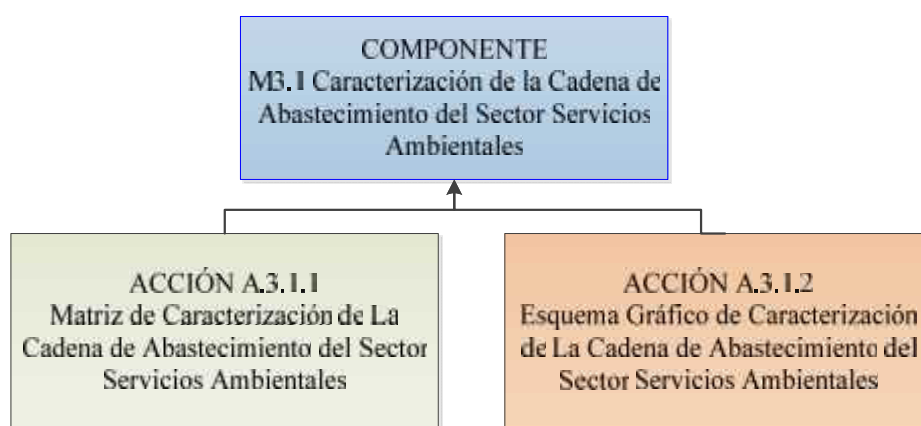 COMPONENTE
M3.1 Caracterización de la Cadena de
Abastecimiento del Sector Servicios
Ambientales
ACCIÓN A.3.1.1
Matriz de Caracterización de La
Cadena de Abastecimiento del Sector
Servicios Ambientales
ACCIÓN A.3.1.2
Esquema Gráfico de Caracterización
de La Cadena de Abastecimiento del
Sector Servicios Ambientales